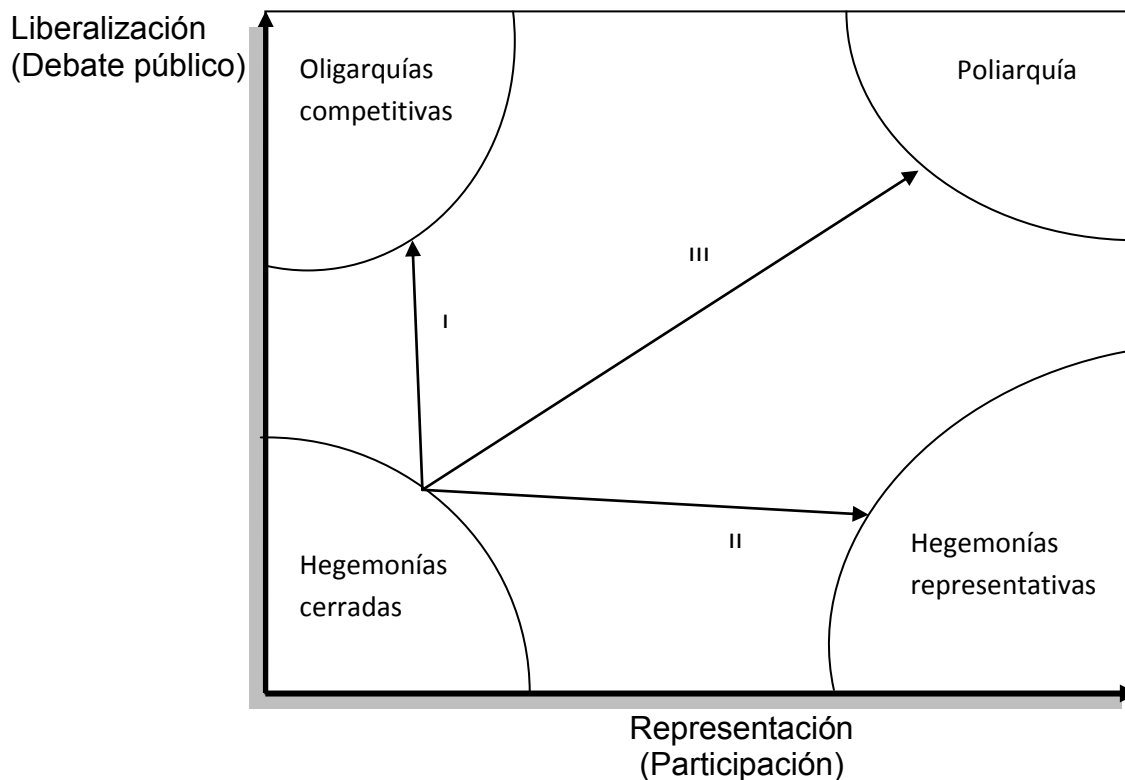 Liberalización
(Debate público)
Oligarquías
competitivas
Poliarquía
III
I
II
Hegemonías
cerradas
Hegemonías
representativas
Representación
(Participación)